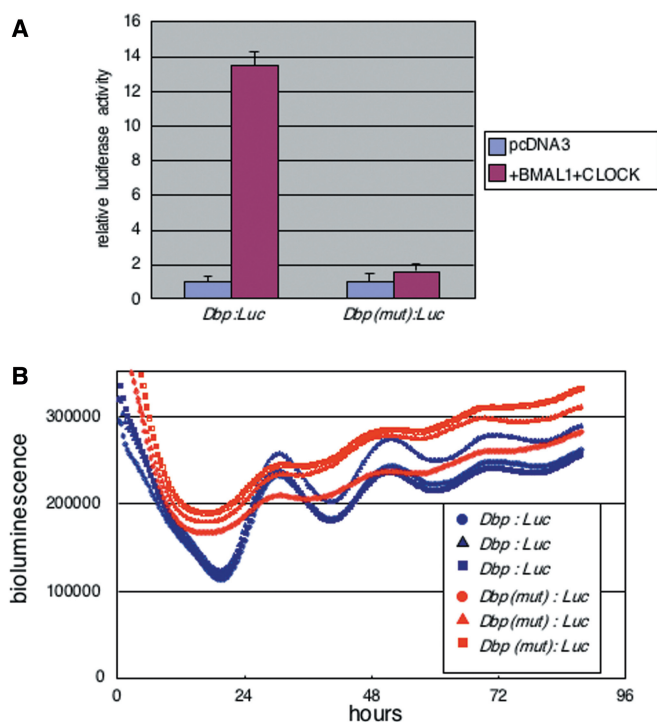 A
16
14
12
10
8
6
4
2
0
relative luciferase activity
Dbp:Luc
Dbp(mut):Luc
pcDNA3
+BMAL1+CLOCK
B
300000
200000
100000
0
bioluminescence
0
24
48
72
96
hours
Dbp : Luc
Dbp : Luc
Dbp : Luc
Dbp(mut) : Luc
Dbp(mut) : Luc
Dbp(mut): Luc